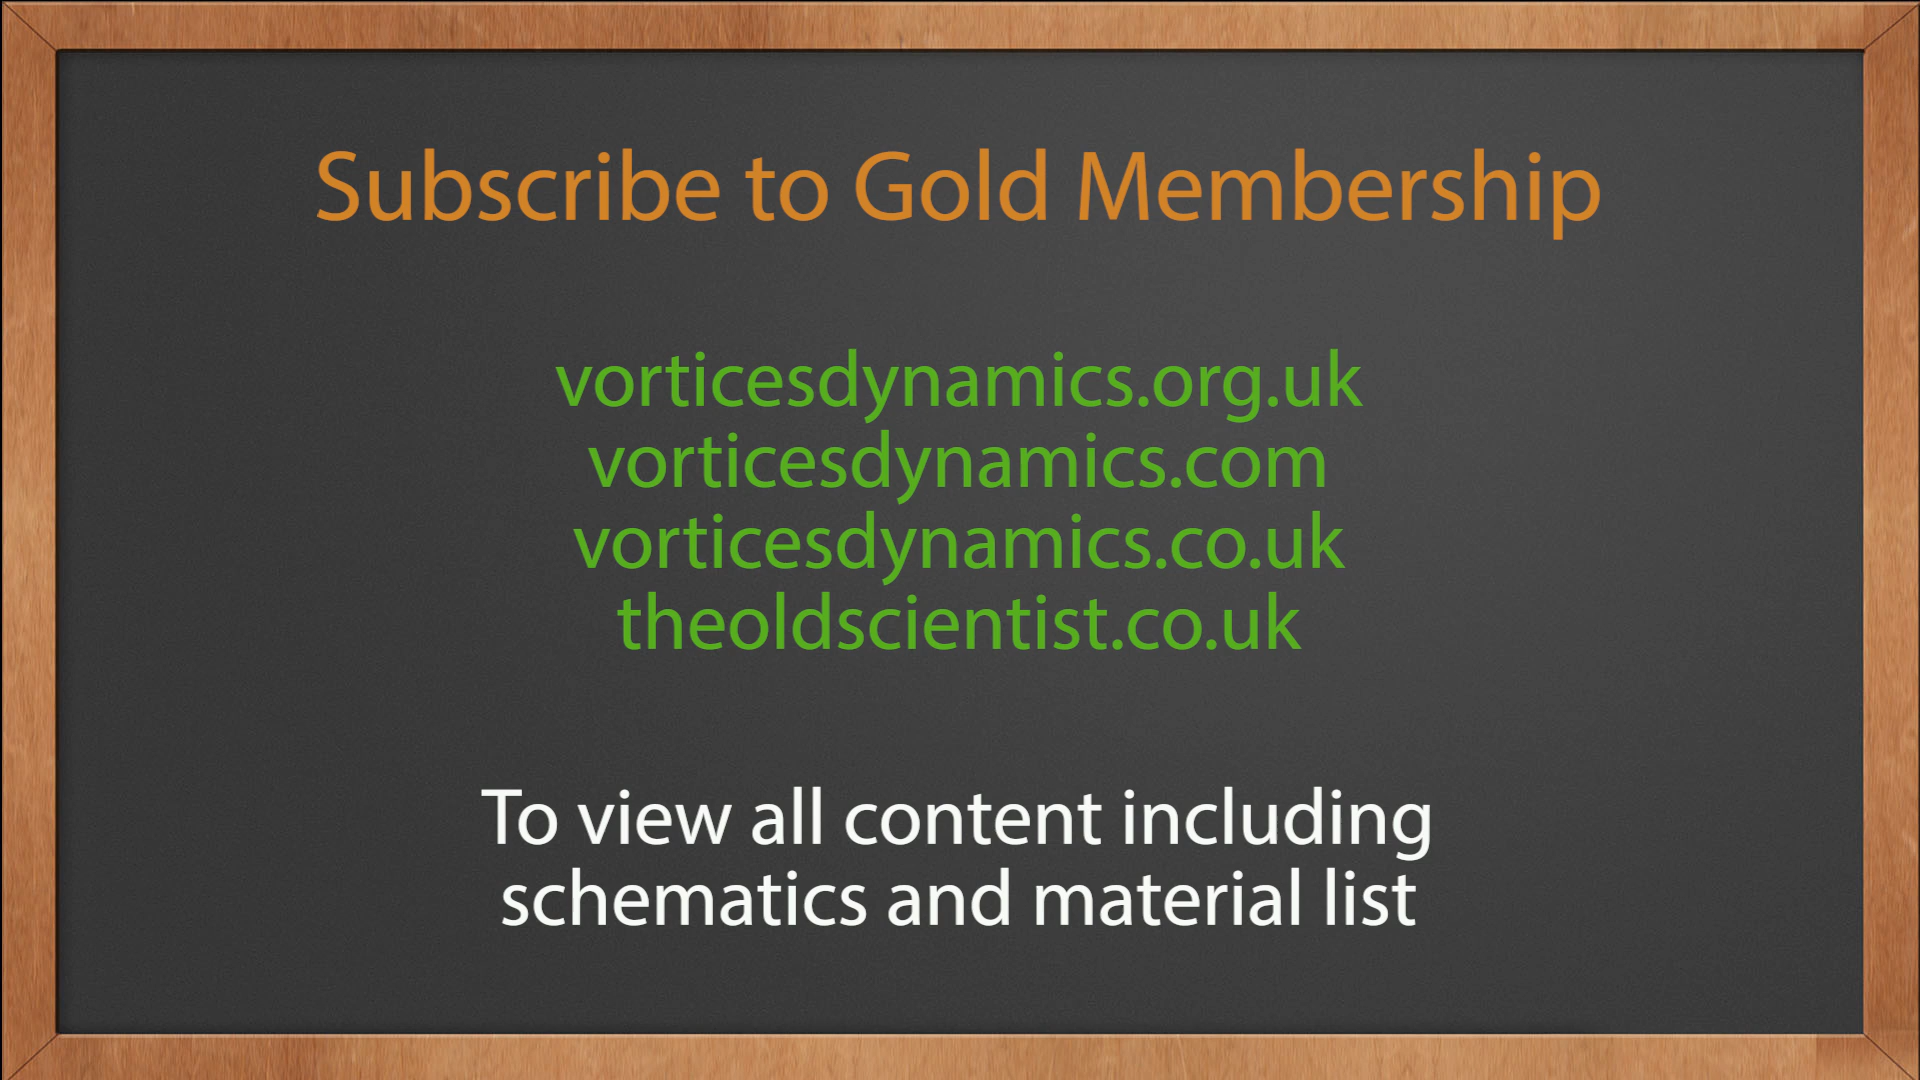 Subscribe to Gold Membership
vorticesdynamics.org.uk
vorticesdynamics.com
vorticesdynamics.co.uk
theoldscientist.co.uk
To view all content including
schematics and material list